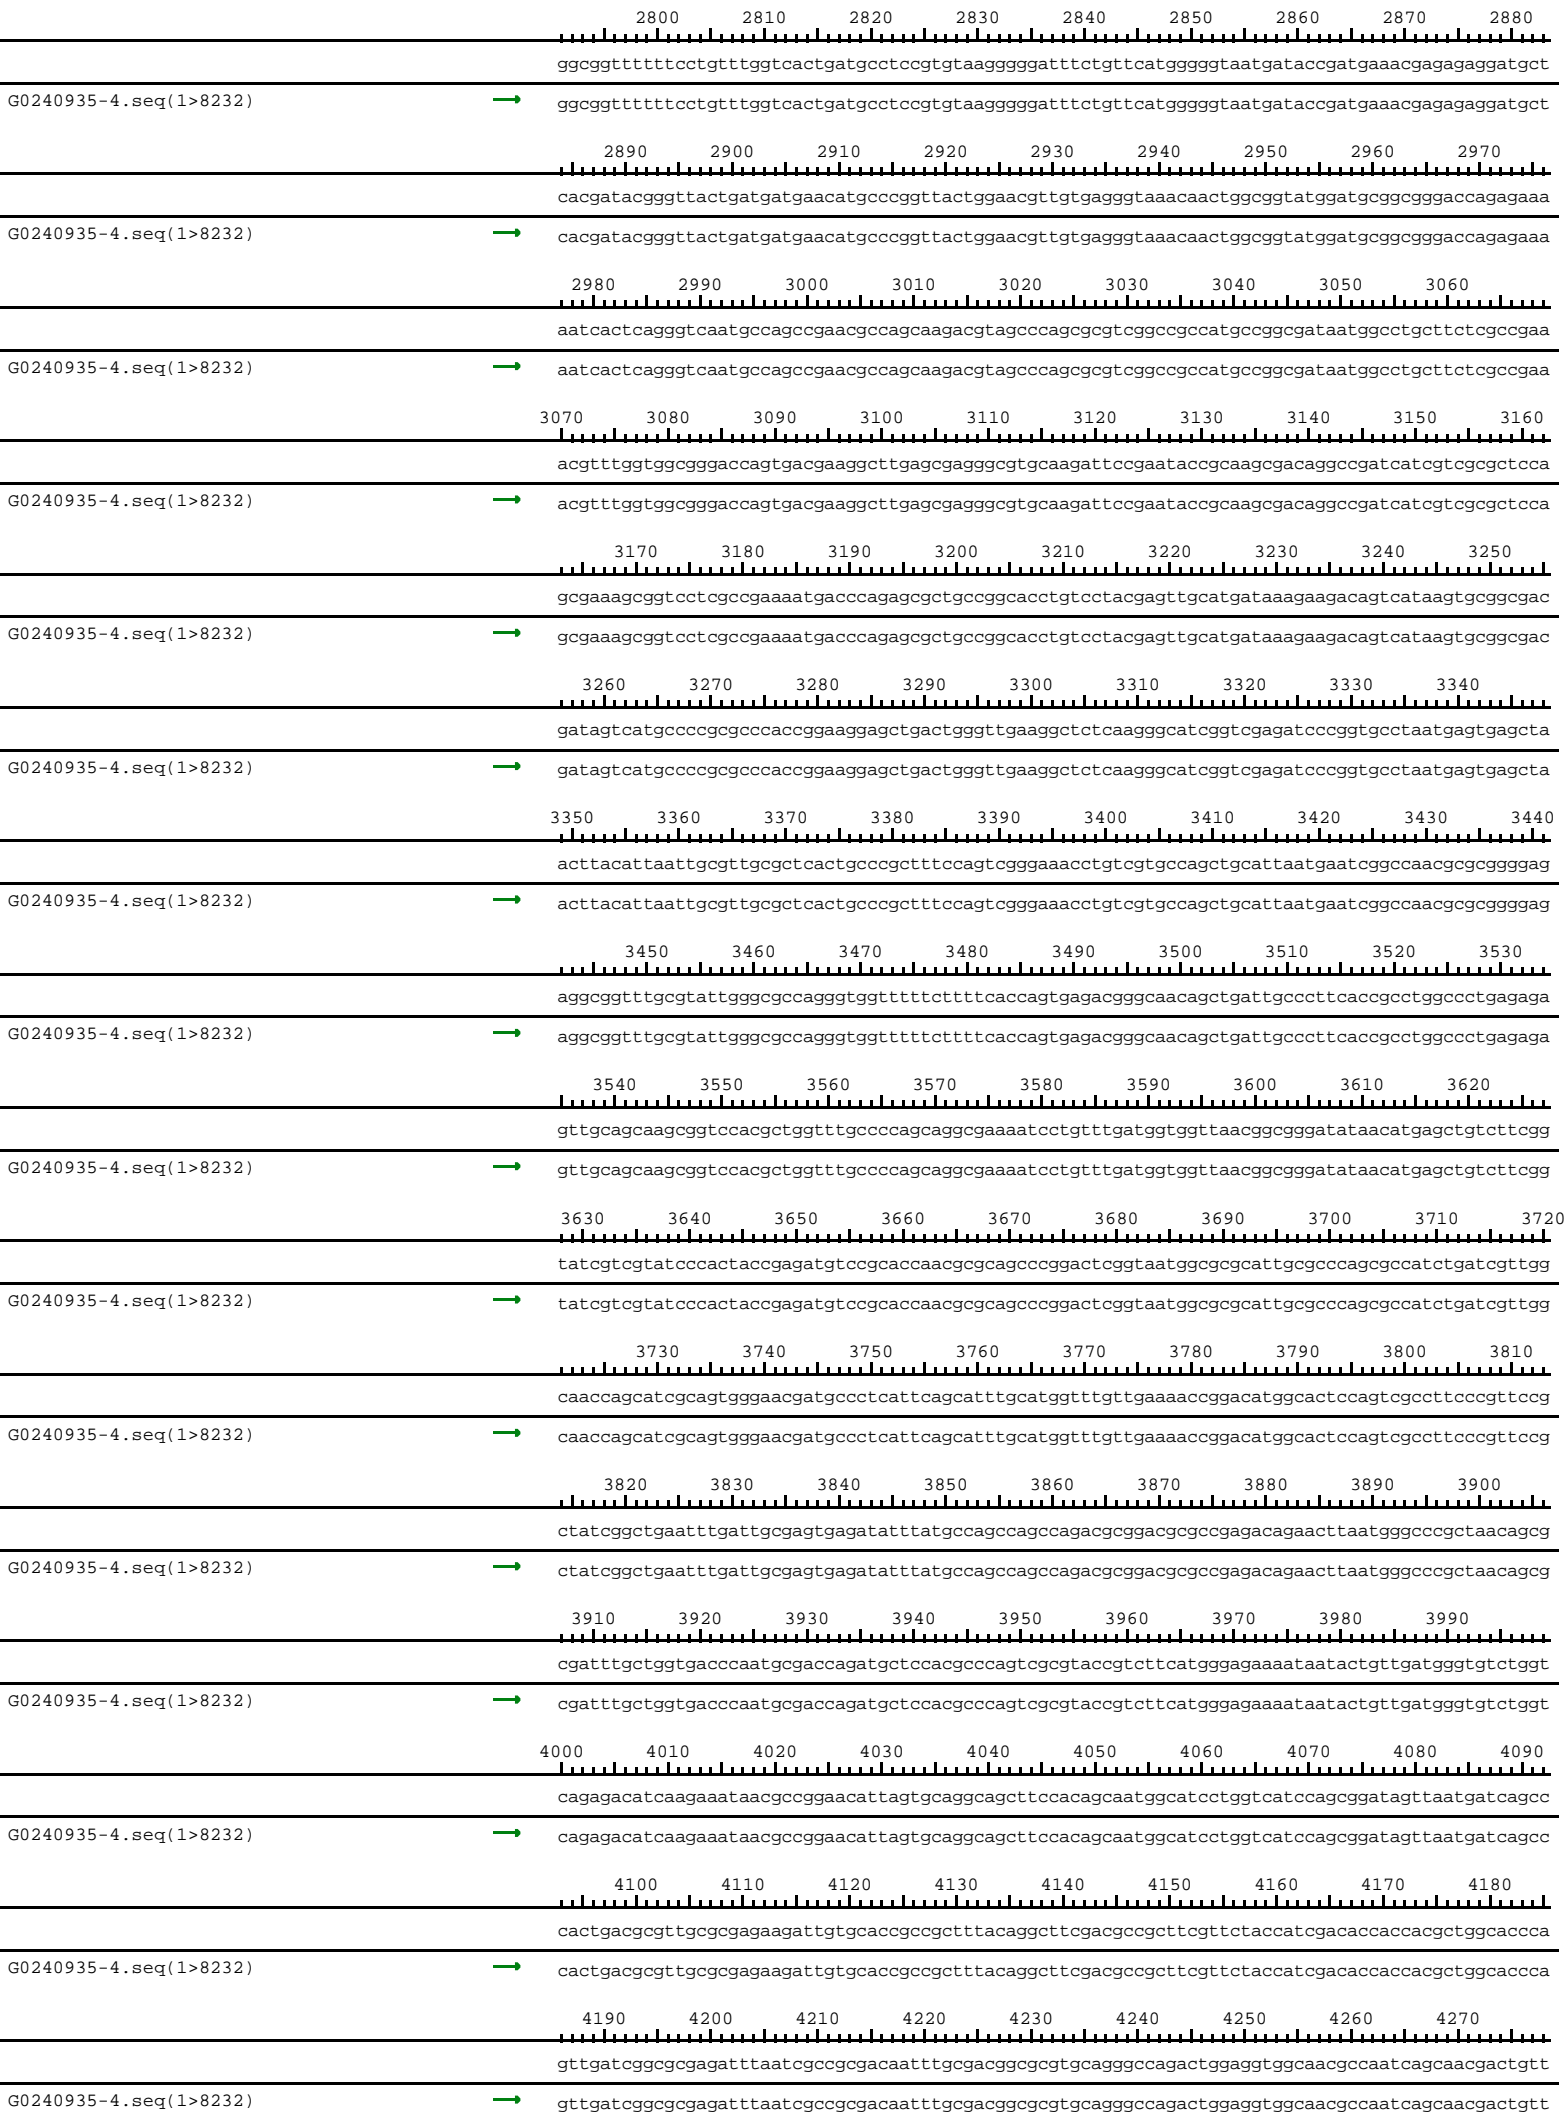 2800 2810 2820 2830 2840 2850 2860 2870 2880
ggcggttttttcctgtttggtcactgatgcctccgtgtaagggggatttctgttcatgggggtaatgataccgatgaaacgagagaggatgct
G0240935-4.seq(1>8232) ggcggttttttcctgtttggtcactgatgcctccgtgtaagggggatttctgttcatgggggtaatgataccgatgaaacgagagaggatgct
2890 2900 2910 2920 2930 2940 2950 2960 2970
cacgatacgggttactgatgatgaacatgcccggttactggaacgttgtgagggtaaacaactggcggtatggatgcggcgggaccagagaaa
G0240935-4.seq(1>8232) cacgatacgggttactgatgatgaacatgcccggttactggaacgttgtgagggtaaacaactggcggtatggatgcggcgggaccagagaaa
2980 2990 3000 3010 3020 3030 3040 3050 3060
aatcactcagggtcaatgccagccgaacgccagcaagacgtagcccagcgcgtcggccgccatgccggcgataatggcctgcttctcgccgaa
G0240935-4.seq(1>8232) aatcactcagggtcaatgccagccgaacgccagcaagacgtagcccagcgcgtcggccgccatgccggcgataatggcctgcttctcgccgaa
3070 3080 3090 3100 3110 3120 3130 3140 3150 3160
acgtttggtggcgggaccagtgacgaaggcttgagcgagggcgtgcaagattccgaataccgcaagcgacaggccgatcatcgtcgcgctcca
G0240935-4.seq(1>8232) acgtttggtggcgggaccagtgacgaaggcttgagcgagggcgtgcaagattccgaataccgcaagcgacaggccgatcatcgtcgcgctcca
3170 3180 3190 3200 3210 3220 3230 3240 3250
gcgaaagcggtcctcgccgaaaatgacccagagcgctgccggcacctgtcctacgagttgcatgataaagaagacagtcataagtgcggcgac
G0240935-4.seq(1>8232) gcgaaagcggtcctcgccgaaaatgacccagagcgctgccggcacctgtcctacgagttgcatgataaagaagacagtcataagtgcggcgac
3260 3270 3280 3290 3300 3310 3320 3330 3340
gatagtcatgccccgcgcccaccggaaggagctgactgggttgaaggctctcaagggcatcggtcgagatcccggtgcctaatgagtgagcta
G0240935-4.seq(1>8232) gatagtcatgccccgcgcccaccggaaggagctgactgggttgaaggctctcaagggcatcggtcgagatcccggtgcctaatgagtgagcta
3350 3360 3370 3380 3390 3400 3410 3420 3430 3440
acttacattaattgcgttgcgctcactgcccgctttccagtcgggaaacctgtcgtgccagctgcattaatgaatcggccaacgcgcggggag
G0240935-4.seq(1>8232) acttacattaattgcgttgcgctcactgcccgctttccagtcgggaaacctgtcgtgccagctgcattaatgaatcggccaacgcgcggggag
3450 3460 3470 3480 3490 3500 3510 3520 3530
aggcggtttgcgtattgggcgccagggtggtttttcttttcaccagtgagacgggcaacagctgattgcccttcaccgcctggccctgagaga
G0240935-4.seq(1>8232) aggcggtttgcgtattgggcgccagggtggtttttcttttcaccagtgagacgggcaacagctgattgcccttcaccgcctggccctgagaga
3540 3550 3560 3570 3580 3590 3600 3610 3620
gttgcagcaagcggtccacgctggtttgccccagcaggcgaaaatcctgtttgatggtggttaacggcgggatataacatgagctgtcttcgg
G0240935-4.seq(1>8232) gttgcagcaagcggtccacgctggtttgccccagcaggcgaaaatcctgtttgatggtggttaacggcgggatataacatgagctgtcttcgg
3630 3640 3650 3660 3670 3680 3690 3700 3710 3720
tatcgtcgtatcccactaccgagatgtccgcaccaacgcgcagcccggactcggtaatggcgcgcattgcgcccagcgccatctgatcgttgg
G0240935-4.seq(1>8232) tatcgtcgtatcccactaccgagatgtccgcaccaacgcgcagcccggactcggtaatggcgcgcattgcgcccagcgccatctgatcgttgg
3730 3740 3750 3760 3770 3780 3790 3800 3810
caaccagcatcgcagtgggaacgatgccctcattcagcatttgcatggtttgttgaaaaccggacatggcactccagtcgccttcccgttccg
G0240935-4.seq(1>8232) caaccagcatcgcagtgggaacgatgccctcattcagcatttgcatggtttgttgaaaaccggacatggcactccagtcgccttcccgttccg
3820 3830 3840 3850 3860 3870 3880 3890 3900
ctatcggctgaatttgattgcgagtgagatatttatgccagccagccagacgcggacgcgccgagacagaacttaatgggcccgctaacagcg
G0240935-4.seq(1>8232) ctatcggctgaatttgattgcgagtgagatatttatgccagccagccagacgcggacgcgccgagacagaacttaatgggcccgctaacagcg
3910 3920 3930 3940 3950 3960 3970 3980 3990
cgatttgctggtgacccaatgcgaccagatgctccacgcccagtcgcgtaccgtcttcatgggagaaaataatactgttgatgggtgtctggt
G0240935-4.seq(1>8232) cgatttgctggtgacccaatgcgaccagatgctccacgcccagtcgcgtaccgtcttcatgggagaaaataatactgttgatgggtgtctggt
4000 4010 4020 4030 4040 4050 4060 4070 4080 4090
cagagacatcaagaaataacgccggaacattagtgcaggcagcttccacagcaatggcatcctggtcatccagcggatagttaatgatcagcc
G0240935-4.seq(1>8232) cagagacatcaagaaataacgccggaacattagtgcaggcagcttccacagcaatggcatcctggtcatccagcggatagttaatgatcagcc
4100 4110 4120 4130 4140 4150 4160 4170 4180
cactgacgcgttgcgcgagaagattgtgcaccgccgctttacaggcttcgacgccgcttcgttctaccatcgacaccaccacgctggcaccca
G0240935-4.seq(1>8232) cactgacgcgttgcgcgagaagattgtgcaccgccgctttacaggcttcgacgccgcttcgttctaccatcgacaccaccacgctggcaccca
4190 4200 4210 4220 4230 4240 4250 4260 4270
gttgatcggcgcgagatttaatcgccgcgacaatttgcgacggcgcgtgcagggccagactggaggtggcaacgccaatcagcaacgactgtt
G0240935-4.seq(1>8232) gttgatcggcgcgagatttaatcgccgcgacaatttgcgacggcgcgtgcagggccagactggaggtggcaacgccaatcagcaacgactgtt